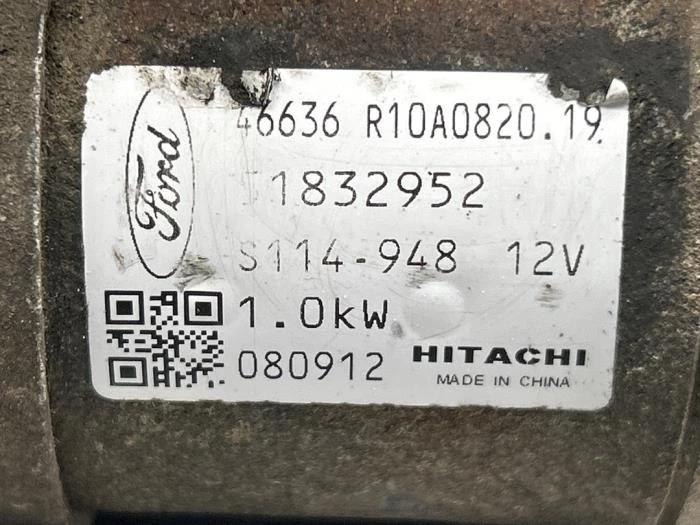 Ford
46636 R10A0820.19
1832952
S114-948 12V
1.0kW
080912
HITACHI
MADE IN CHINA